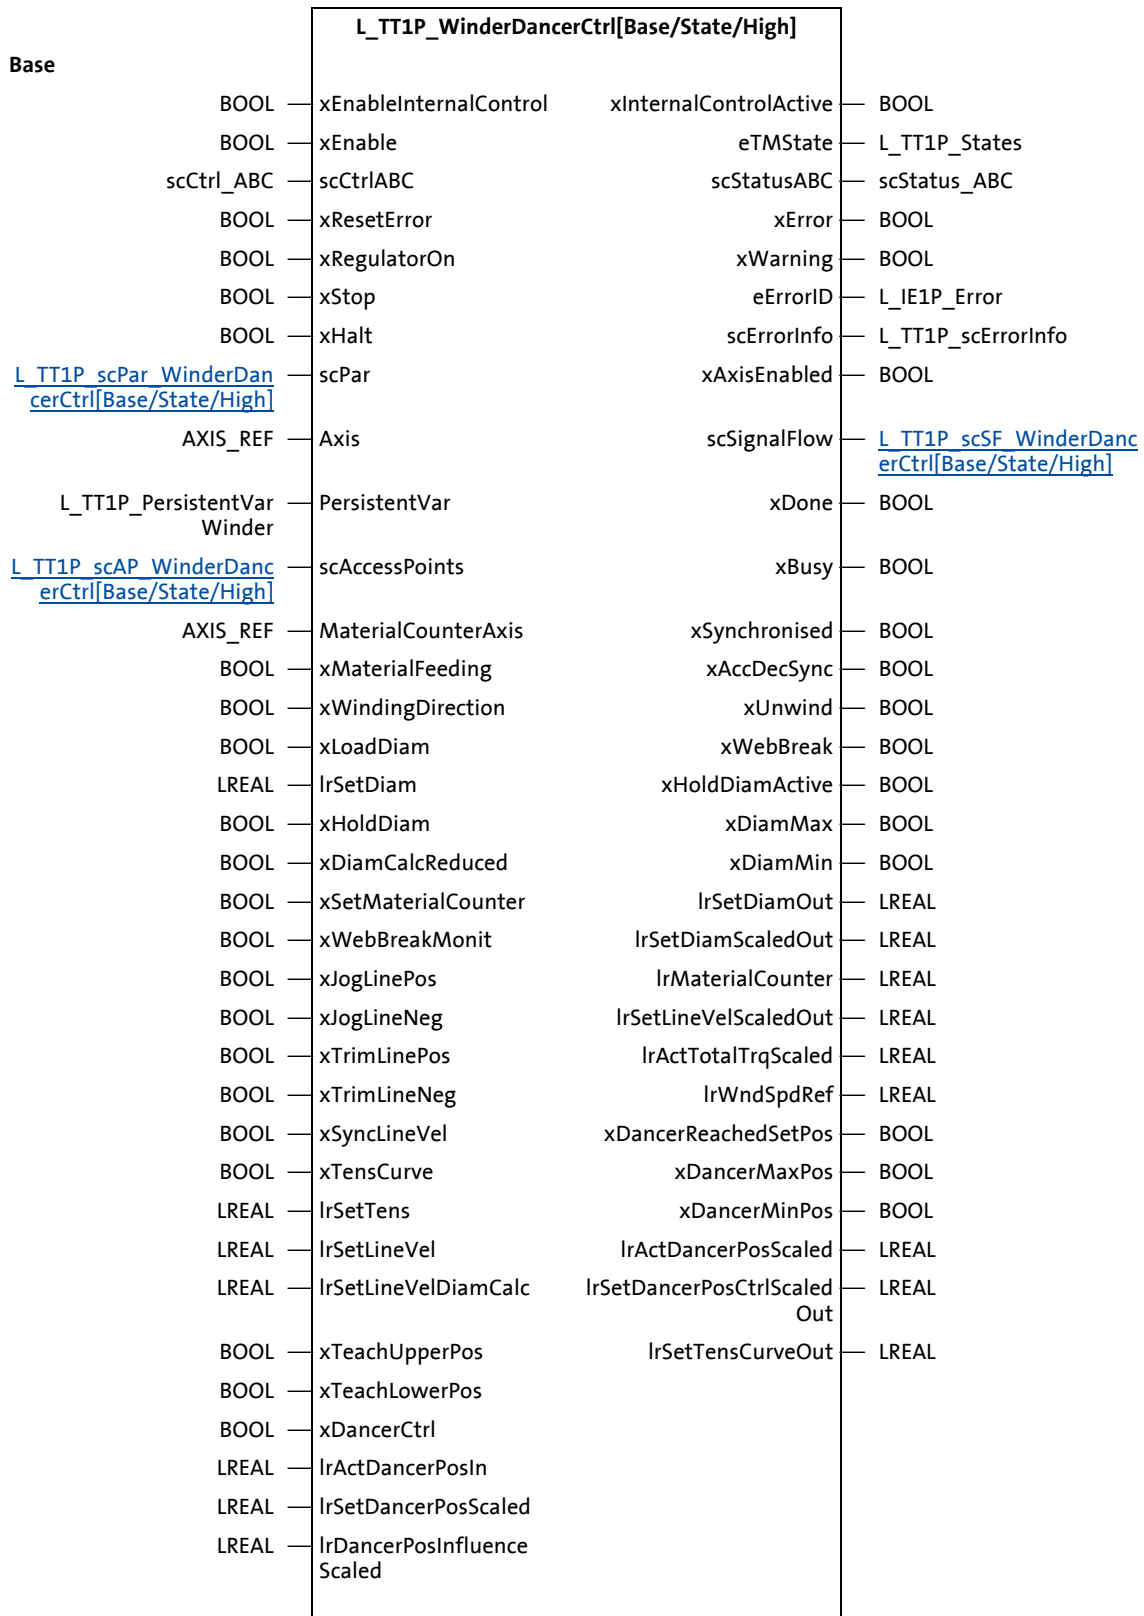 L_TT1P_WinderDancerCtrl[Base/State/High]
Base
BOOL xEnableInternalControl xInternalControlActive BOOL
BOOL xEnable eTMState L_TT1P_States
scCtrl_ABC scCtrlABC scStatusABC scStatus_ABC
BOOL xResetError xError BOOL
BOOL xRegulatorOn xWarning BOOL
BOOL xStop eErrorID L_IE1P_Error
BOOL xHalt scErrorInfo L_TT1P_scErrorInfo
L_TT1P_scPar_WinderDan scPar xAxisEnabled BOOL
cerCtrl[Base/State/High]
AXIS_REF Axis scSignalFlow L_TT1P_scSF_WinderDanc
erCtrl[Base/State/High]
L_TT1P_PersistentVar PersistentVar xDone BOOL
Winder
L_TT1P_scAP_WinderDanc scAccessPoints xBusy BOOL
erCtrl[Base/State/High]
AXIS_REF MaterialCounterAxis xSynchronised BOOL
BOOL xMaterialFeeding xAccDecSync BOOL
BOOL xWindingDirection xUnwind BOOL
BOOL xLoadDiam xWebBreak BOOL
LREAL lrSetDiam xHoldDiamActive BOOL
BOOL xHoldDiam xDiamMax BOOL
BOOL xDiamCalcReduced xDiamMin BOOL
BOOL xSetMaterialCounter lrSetDiamOut LREAL
BOOL xWebBreakMonit lrSetDiamScaledOut LREAL
BOOL xJogLinePos lrMaterialCounter LREAL
BOOL xJogLineNeg lrSetLineVelScaledOut LREAL
BOOL xTrimLinePos lrActTotalTrqScaled LREAL
BOOL xTrimLineNeg lrWndSpdRef LREAL
BOOL xSyncLineVel xDancerReachedSetPos BOOL
BOOL xTensCurve xDancerMaxPos BOOL
LREAL lrSetTens xDancerMinPos BOOL
LREAL lrSetLineVel lrActDancerPosScaled LREAL
LREAL lrSetLineVelDiamCalc lrSetDancerPosCtrlScaled LREAL
Out
BOOL xTeachUpperPos lrSetTensCurveOut LREAL
BOOL xTeachLowerPos
BOOL xDancerCtrl
LREAL lrActDancerPosIn
LREAL lrSetDancerPosScaled
LREAL lrDancerPosInfluence
Scaled